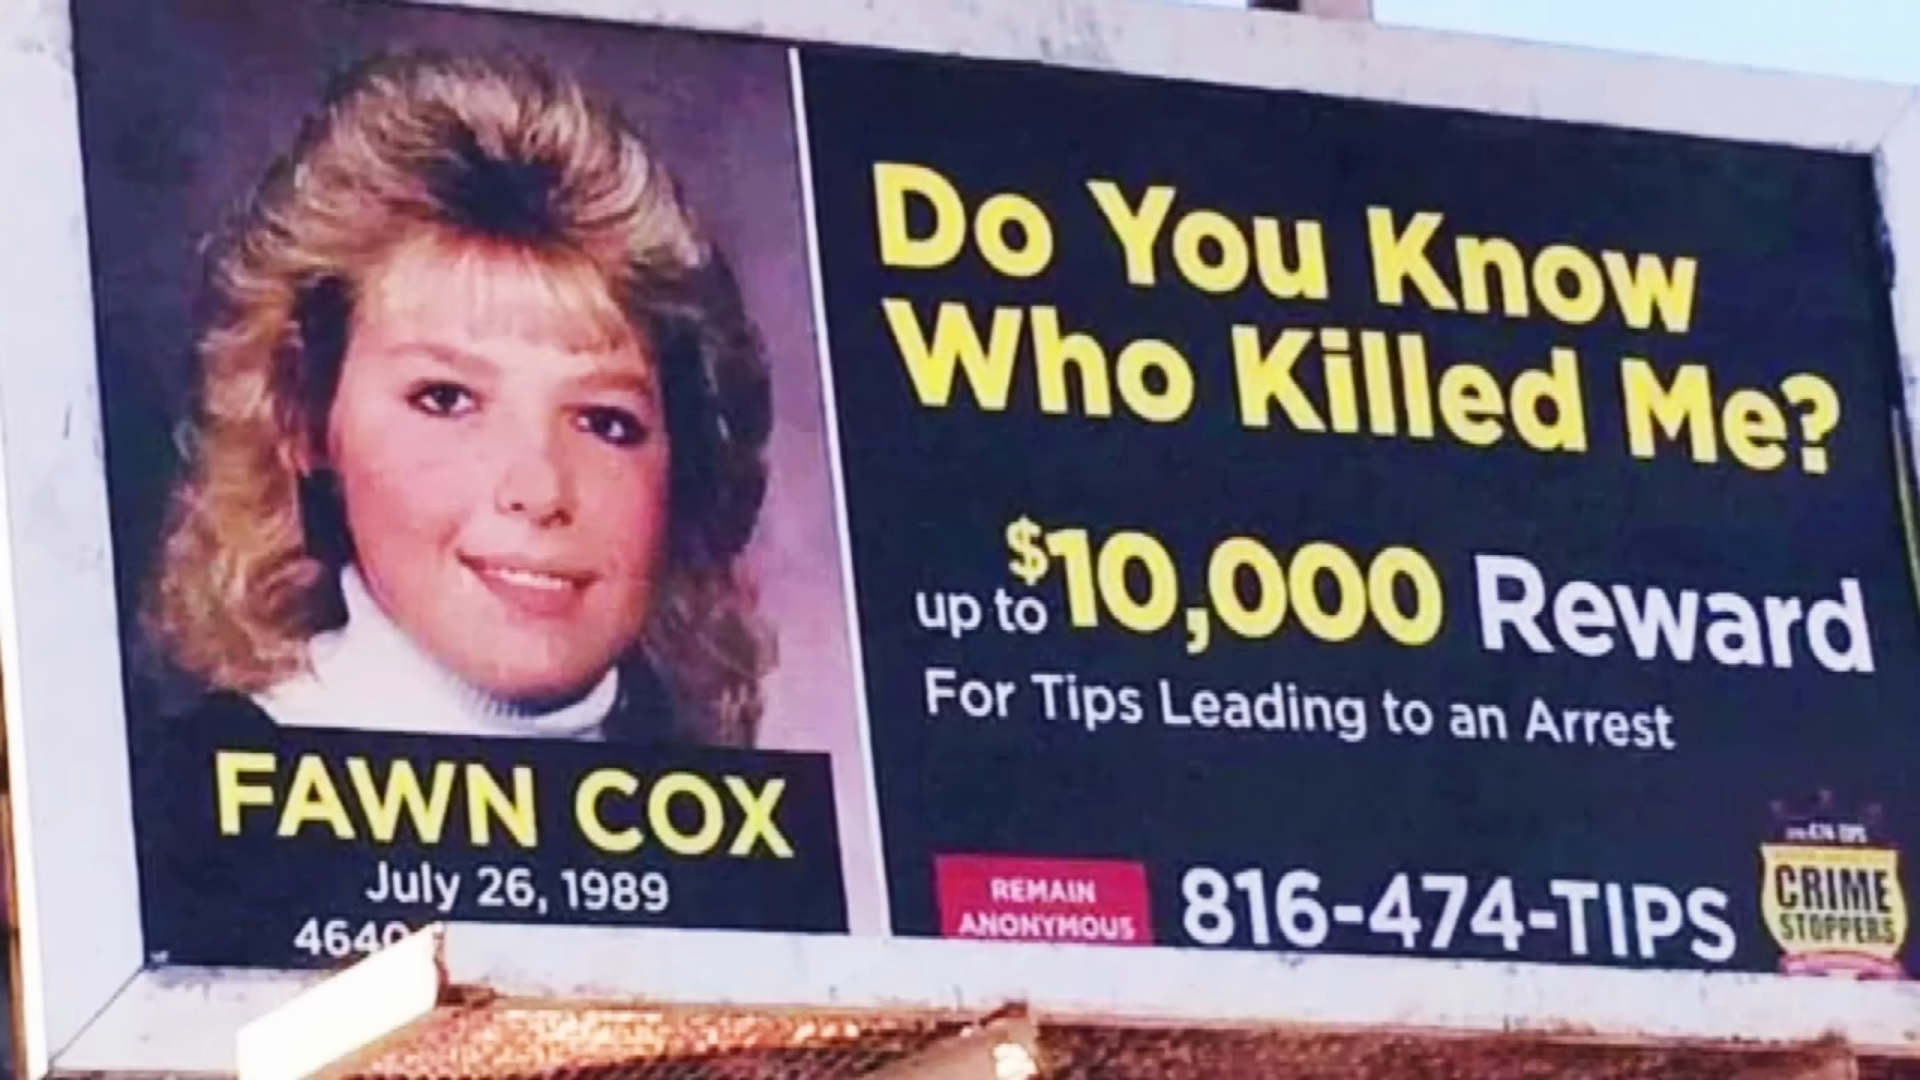 Do You Know
Who Killed Me?
up to $10,000 Reward
For Tips Leading to an Arrest
FAWN COX
July 26, 1989
4640
REMAIN
ANONYMOUS
816-474-TIPS
CRIME
STOPPERS